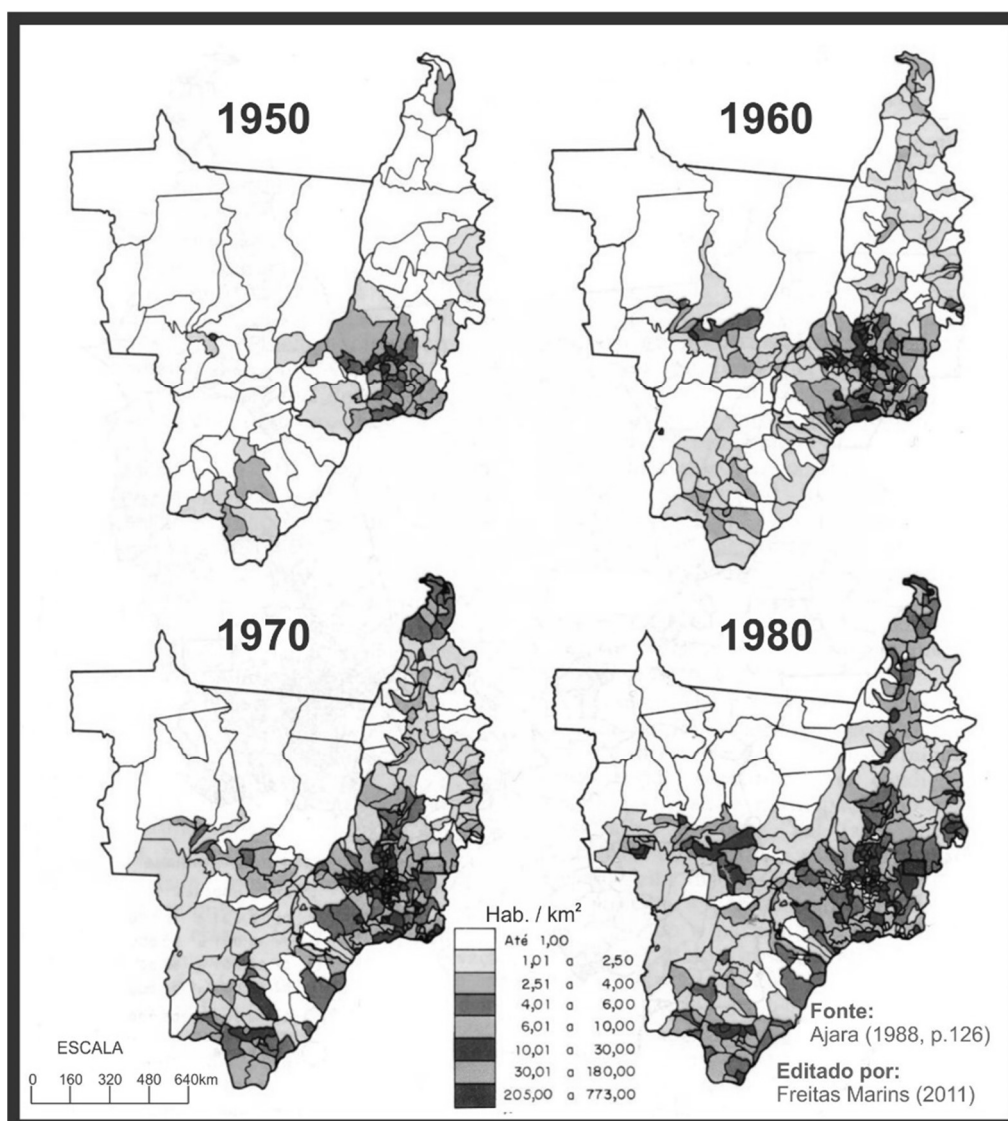 1950
1960
1970
1980
Hab. / km²
Até 1,00
1,01 a 2,50
2,51 a 4,00
4,01 a 6,00
6,01 a 10,00
10,01 a 30,00
30,01 a 180,00
205,00 a 773,00
ESCALA
0 160 320 480 640km
Fonte:
Ajara (1988, p.126)
Editado por:
Freitas Marins (2011)